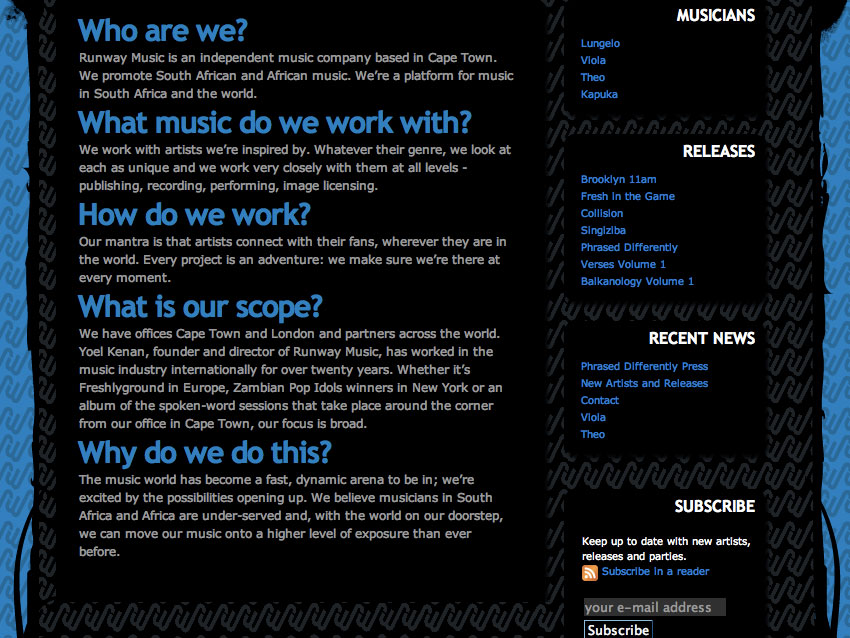 Who are we?
Runway Music is an independent music company based in Cape Town.
We promote South African and African music. We're a platform for music
in South Africa and the world.
What music do we work with?
We work with artists we're inspired by. Whatever their genre, we look at
each as unique and we work very closely with them at all levels -
publishing, recording, performing, image licensing.
How do we work?
Our mantra is that artists connect with their fans, wherever they are in
the world. Every project is an adventure: we make sure we're there at
every moment.
What is our scope?
We have offices Cape Town and London and partners across the world.
Yoel Kenan, founder and director of Runway Music, has worked in the
music industry internationally for over twenty years. Whether it's
Freshlyground in Europe, Zambian Pop Idols winners in New York or an
album of the spoken-word sessions that take place around the corner
from our office in Cape Town, our focus is broad.
Why do we do this?
The music world has become a fast, dynamic arena to be in; we're
excited by the possibilities opening up. We believe musicians in South
Africa and Africa are under-served and, with the world on our doorstep,
we can move our music onto a higher level of exposure than ever
before.
MUSICIANS
Lungelo
Viola
Theo
Kapuka
RELEASES
Brooklyn 11am
Fresh in the Game
Collision
Singiziba
Phrased Differently
Verses Volume 1
Balkanology Volume 1
RECENT NEWS
Phrased Differently Press
New Artists and Releases
Contact
Viola
Theo
SUBSCRIBE
Keep up to date with new artists,
releases and parties.
Subscribe in a reader
your e-mail address
Subscribe